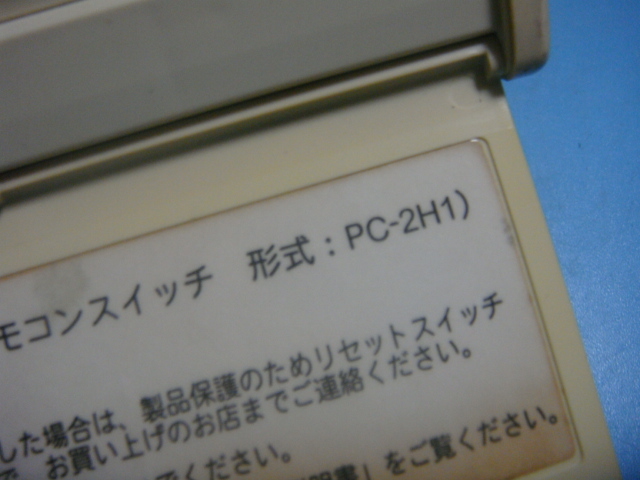 モコンスイッチ 形式：PC-2H1)
した場合は、製品保護のためリセットスイッチ
で、お買い上げのお店までご連絡ください。
でください。
明書」をご覧ください。